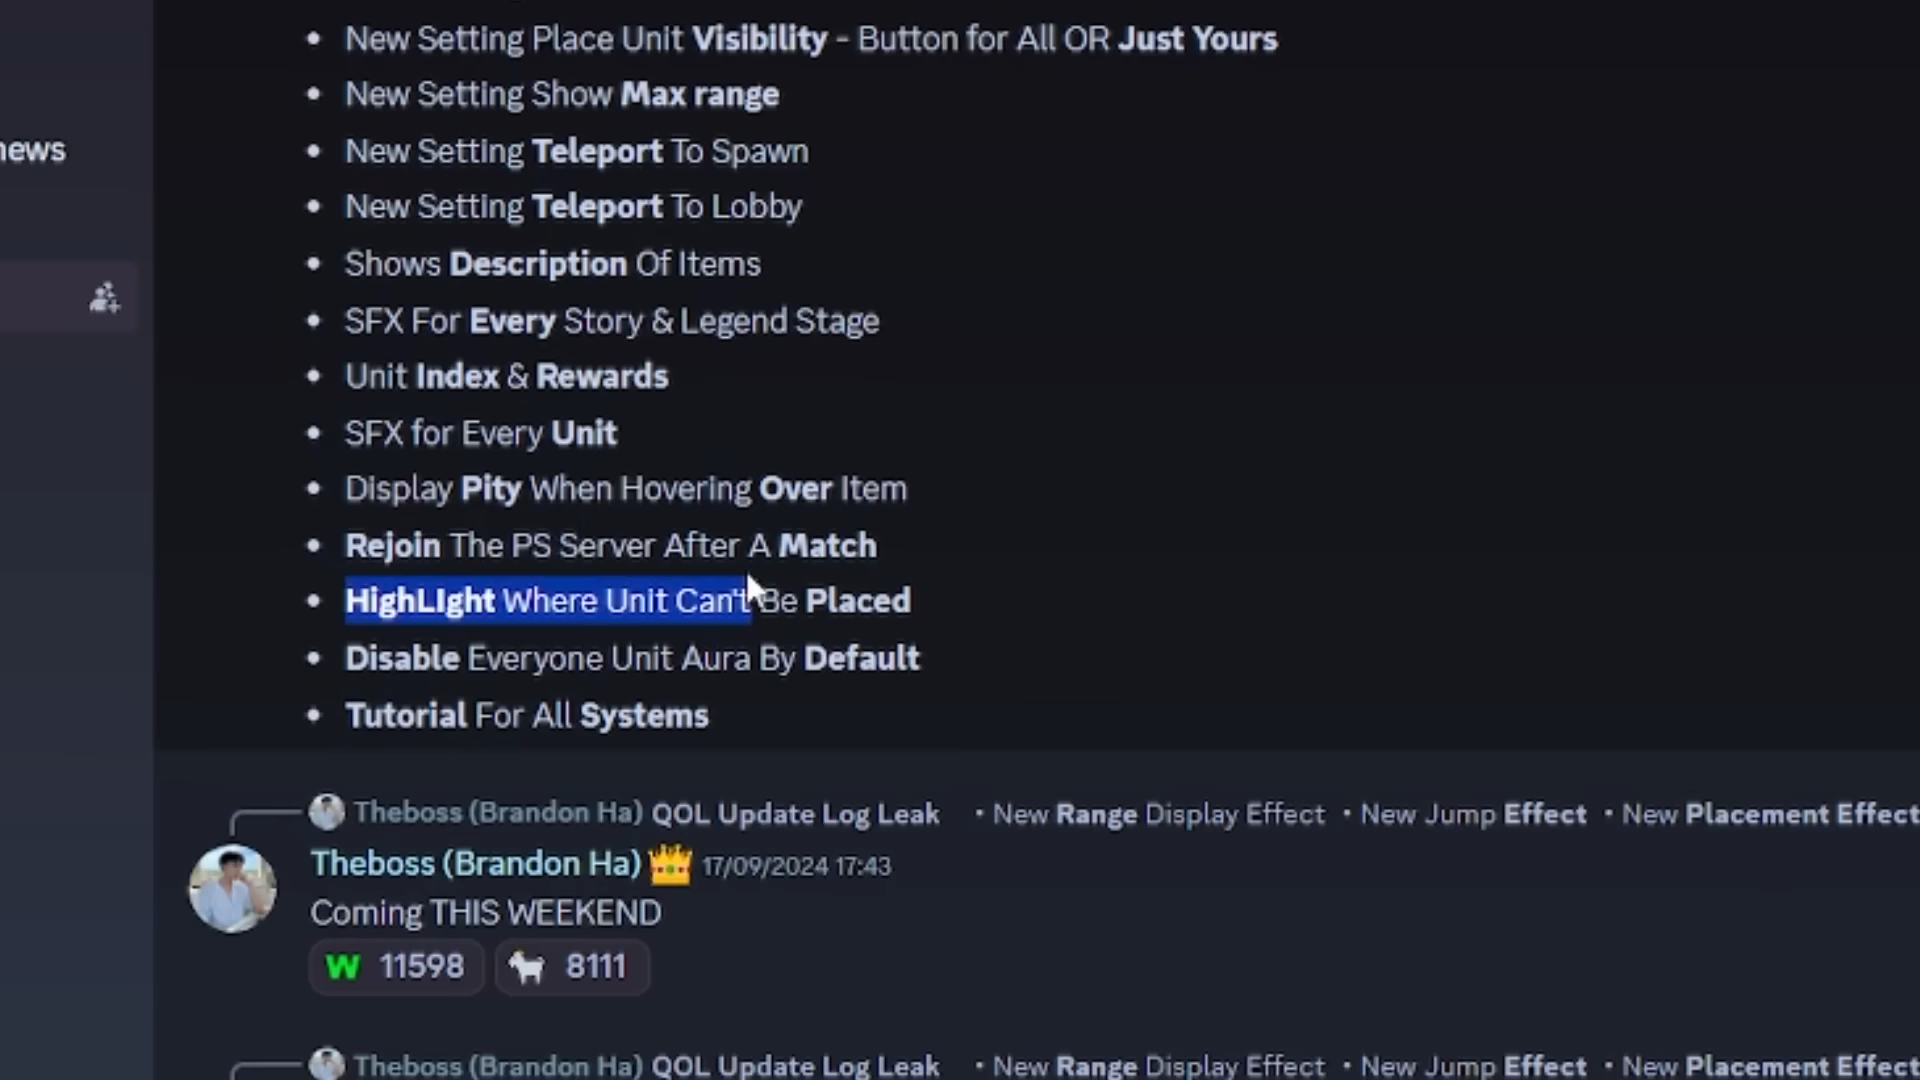 • New Setting Place Unit Visibility - Button for All OR Just Yours
• New Setting Show Max range
news
• New Setting Teleport To Spawn
• New Setting Teleport To Lobby
• Shows Description Of Items
• SFX For Every Story & Legend Stage
• Unit Index & Rewards
• SFX for Every Unit
• Display Pity When Hovering Over Item
• Rejoin The PS Server After A Match
• HighLIght Where Unit Can't Be Placed
• Disable Everyone Unit Aura By Default
• Tutorial For All Systems
Theboss (Brandon Ha) QOL Update Log Leak • New Range Display Effect • New Jump Effect • New Placement Effect
Theboss (Brandon Ha) 17/09/2024 17:43
Coming THIS WEEKEND
W 11598 8111
Theboss (Brandon Ha) QOL Update Log Leak • New Range Display Effect • New Jump Effect • New Placement Effect